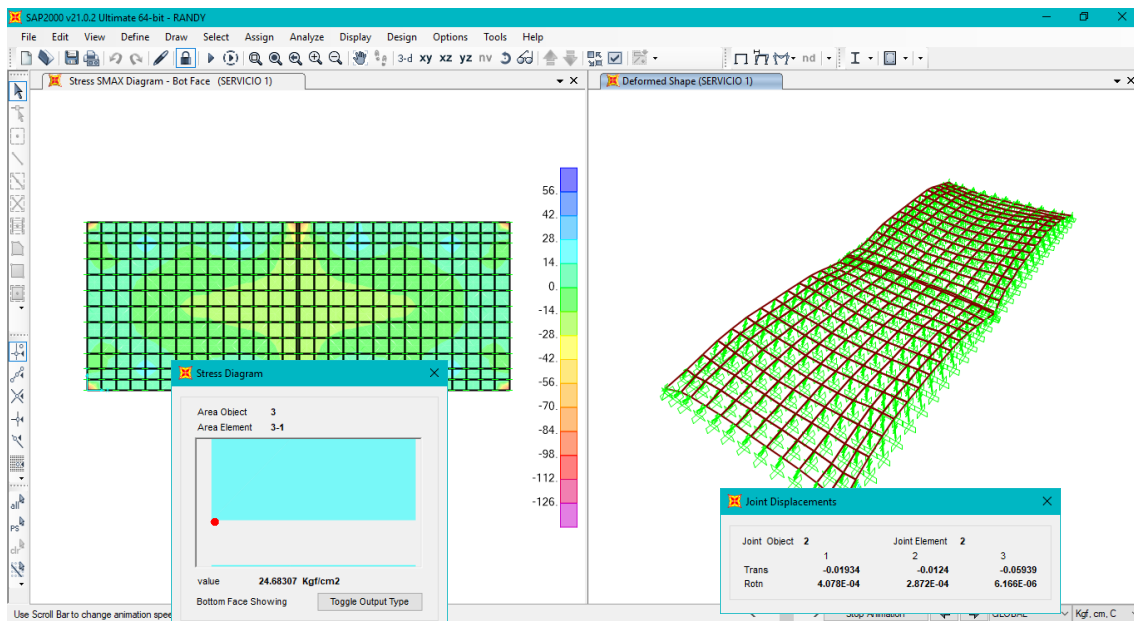 SAP2000 v21.0.2 Ultimate 64-bit - RANDY
File Edit View Define Draw Select Assign Analyze Display Design Options Tools Help
3-d xy xz yz nv nd
Stress SMAX Diagram - Bot Face (SERVICIO 1)
Deformed Shape (SERVICIO 1)
56.
42.
28.
14.
0.
-14.
-28.
-42.
-56.
-70.
-84.
-98.
-112.
-126.
all
PS
clr
Stress Diagram
Area Object 3
Area Element 3-1
value 24.68307 Kgf/cm2
Bottom Face Showing Toggle Output Type
Joint Displacements
Joint Object 2 Joint Element 2
1 2 3
Trans -0.01934 -0.0124 -0.05939
Rotn 4.078E-04 2.872E-04 6.166E-06
Use Scroll Bar to change animation spee
Stop Animation GLOBAL Kgf, cm, C